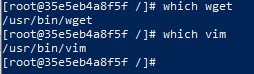 [root@35e5eb4a8f5f /]# which wget
/usr/bin/wget
[root@35e5eb4a8f5f /]# which vim
/usr/bin/vim
[root@35e5eb4a8f5f /]#